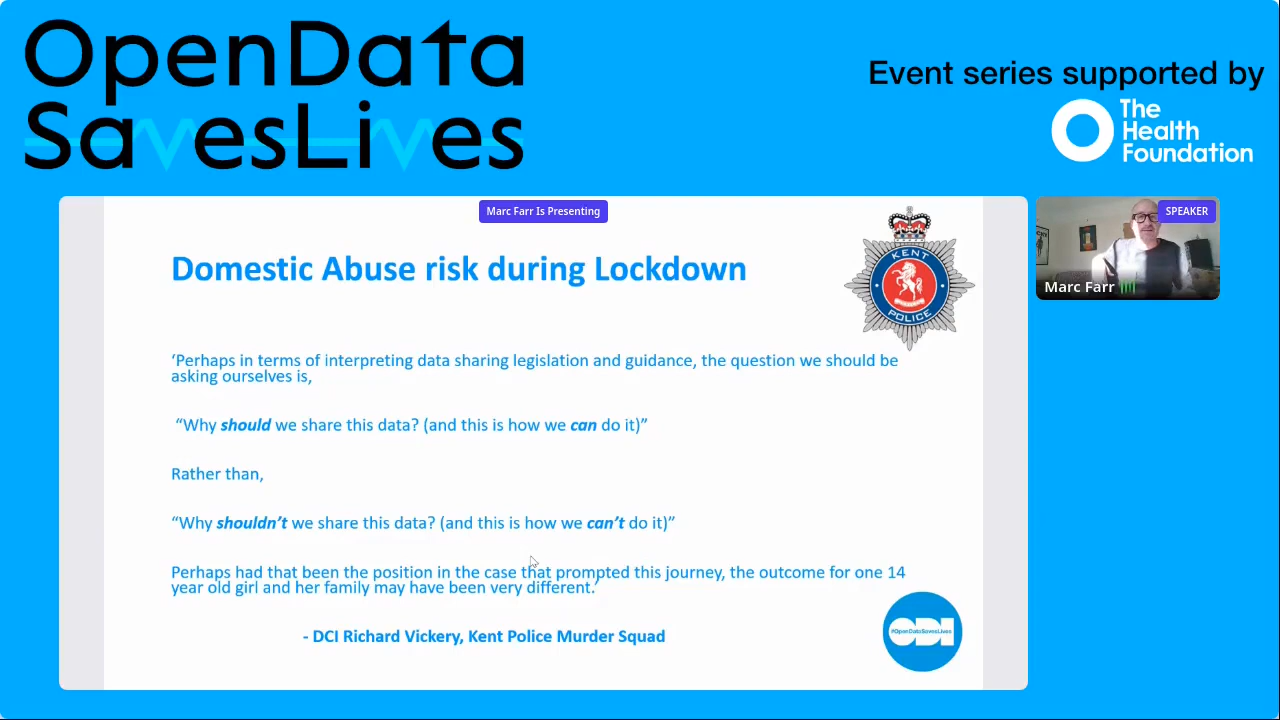 OpenData
SavesLives
Event series supported by
The
Health
Foundation
Marc Farr Is Presenting
SPEAKER
Marc Farr
KENT
POLICE
Domestic Abuse risk during Lockdown
‘Perhaps in terms of interpreting data sharing legislation and guidance, the question we should be
asking ourselves is,
“Why should we share this data? (and this is how we can do it)”
Rather than,
“Why shouldn’t we share this data? (and this is how we can’t do it)”
Perhaps had that been the position in the case that prompted this journey, the outcome for one 14
year old girl and her family may have been very different.’
- DCI Richard Vickery, Kent Police Murder Squad
#OpenDataSavesLives
ODI